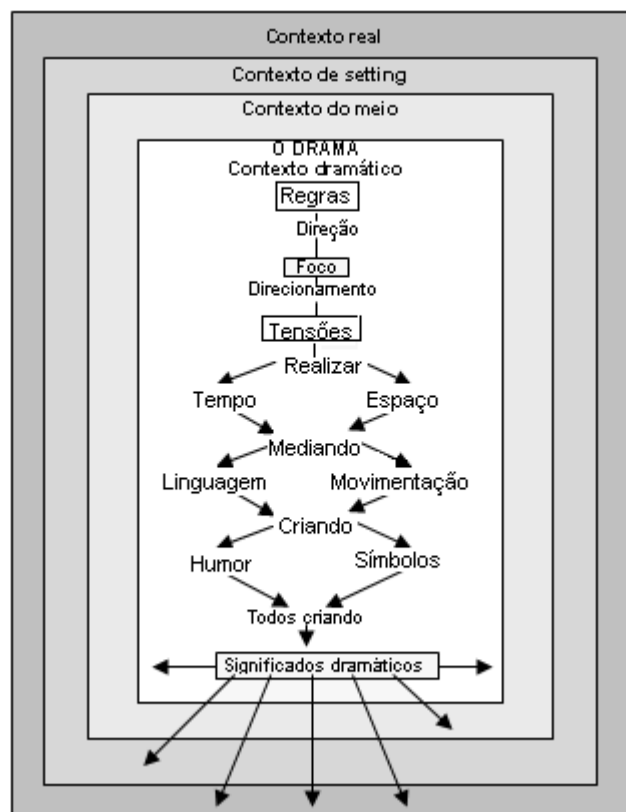 Contexto real
Contexto de setting
Contexto do meio
O DRAMA
Contexto dramático
Regras
Direção
Foco
Direcionamento
Tensões
Realizar
Tempo Espaço
Mediando
Linguagem Movimentação
Criando
Humor Símbolos
Todos criando
Significados dramáticos